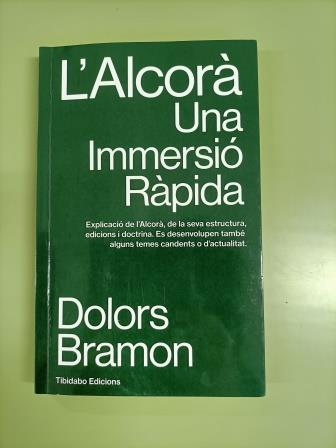 L'Alcorà
Una
Immersió
Ràpida
Explicació de l'Alcorà, de la seva estructura,
edicions i doctrina. Es desenvolupen també
alguns temes candents o d'actualitat.
Dolors
Bramon
Tibidabo Edicions